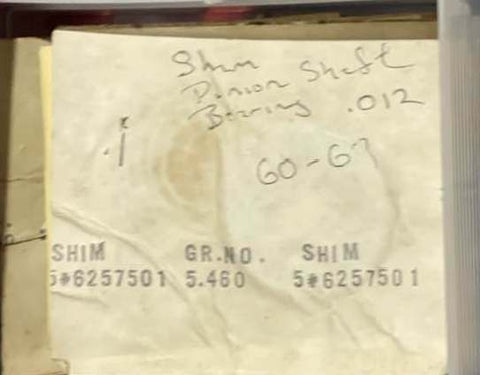 Shim
Pinion Shaft
Bearing .012
60-67
SHIM GR.NO. SHIM
5*6257501 5.460 5*6257501